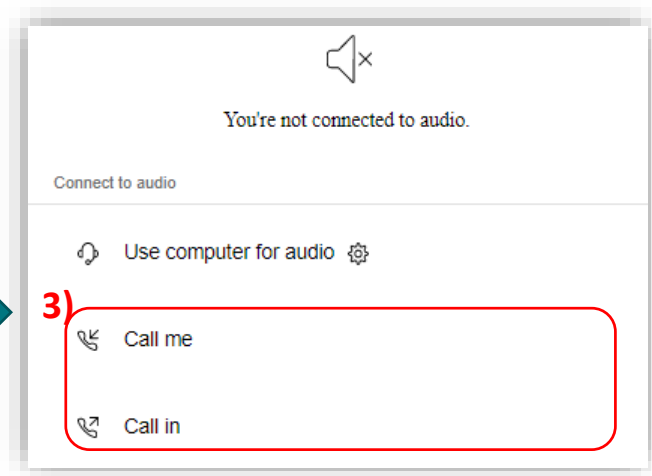 You're not connected to audio.
Connect to audio
Use computer for audio
3)
Call me
Call in